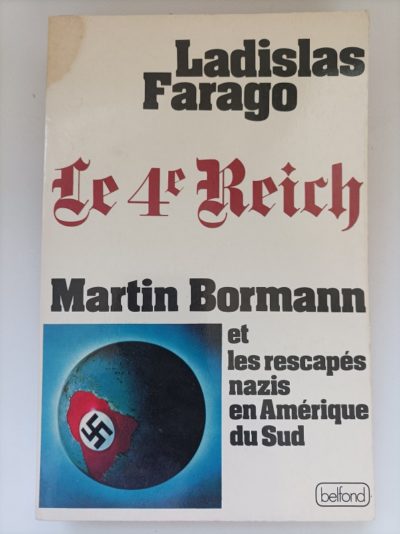 Ladislas
Farago
Le 4e Reich
Martin Bormann
et
les rescapés
nazis
en Amérique
du Sud
belfond